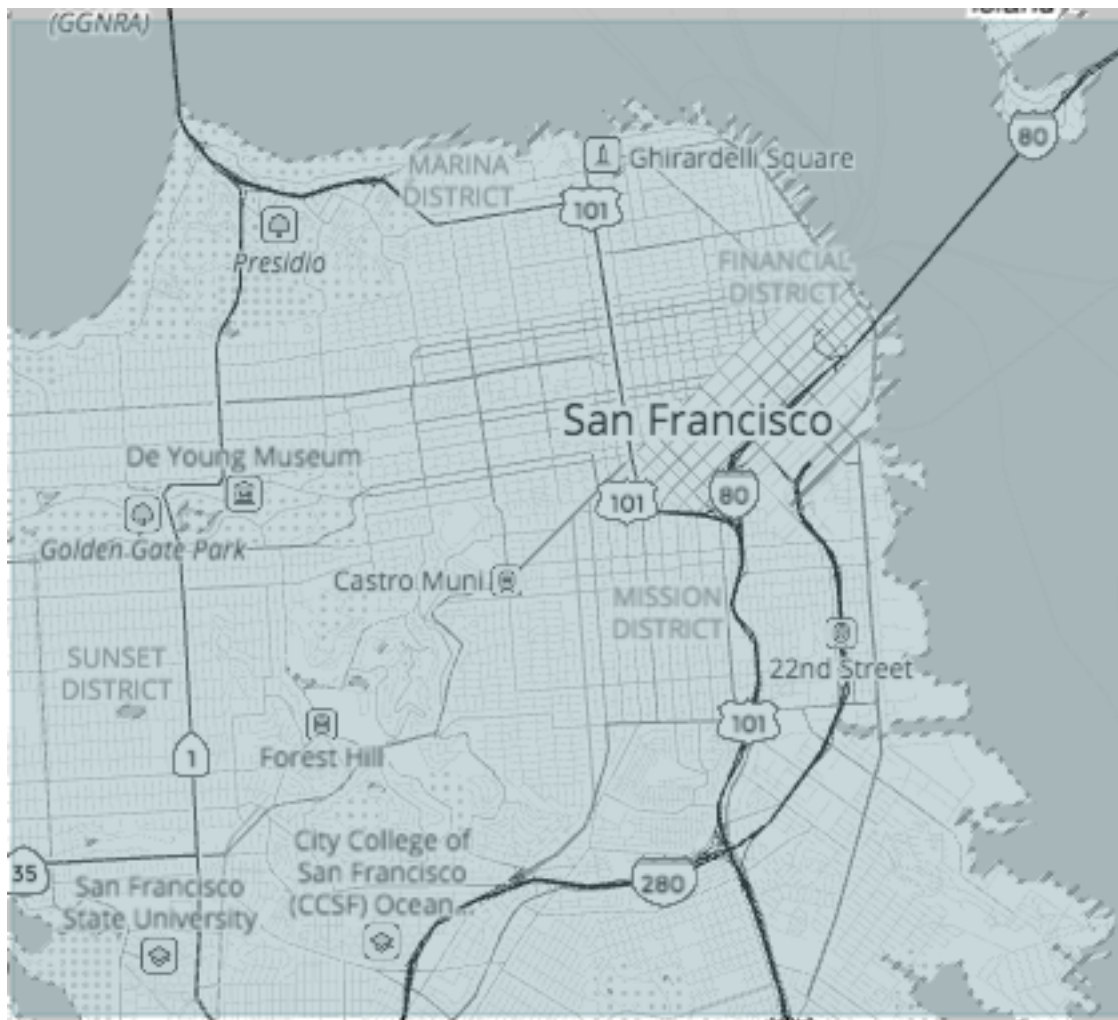 (GGNRA)
Island
80
MARINA
DISTRICT
Ghirardelli Square
101
Presidio
FINANCIAL
DISTRICT
San Francisco
De Young Museum
101
80
Golden Gate Park
Castro Muni
MISSION
DISTRICT
SUNSET
DISTRICT
22nd Street
101
1
Forest Hill
City College of
San Francisco
(CCSF) Ocean...
35
280
San Francisco
State University